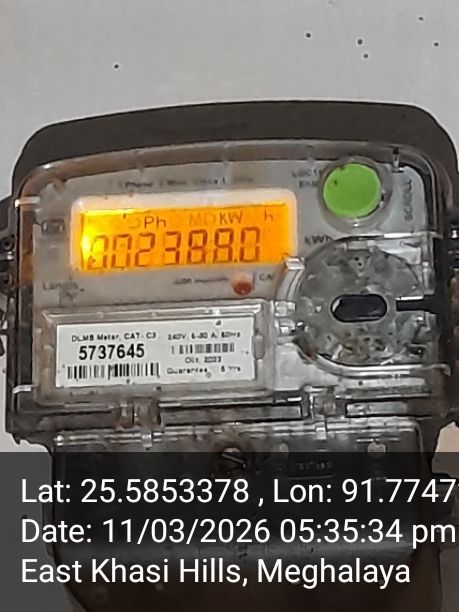 002388.0
SCROLL
DLMS Meter, CAT. C3
240V, 5-30 A, 50Hz
5737645
Guarantee 5 Yrs
Lat: 25.5853378 , Lon: 91.7747
Date: 11/03/2026 05:35:34 pm
East Khasi Hills, Meghalaya